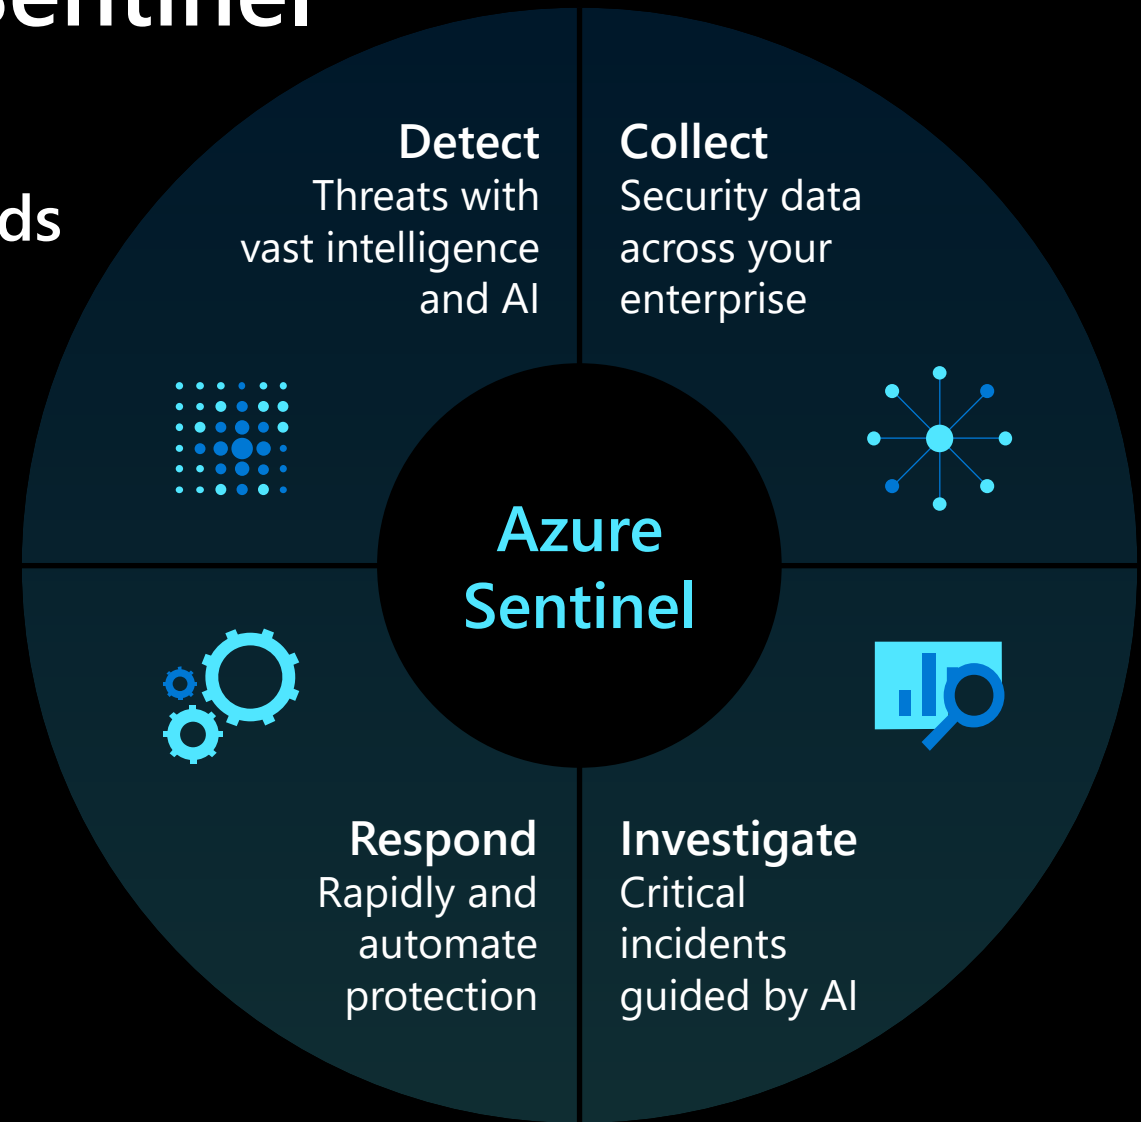 Sentinel
ds
Detect
Threats with
vast intelligence
and AI
Collect
Security data
across your
enterprise
Azure
Sentinel
Respond
Rapidly and
automate
protection
Investigate
Critical
incidents
guided by AI